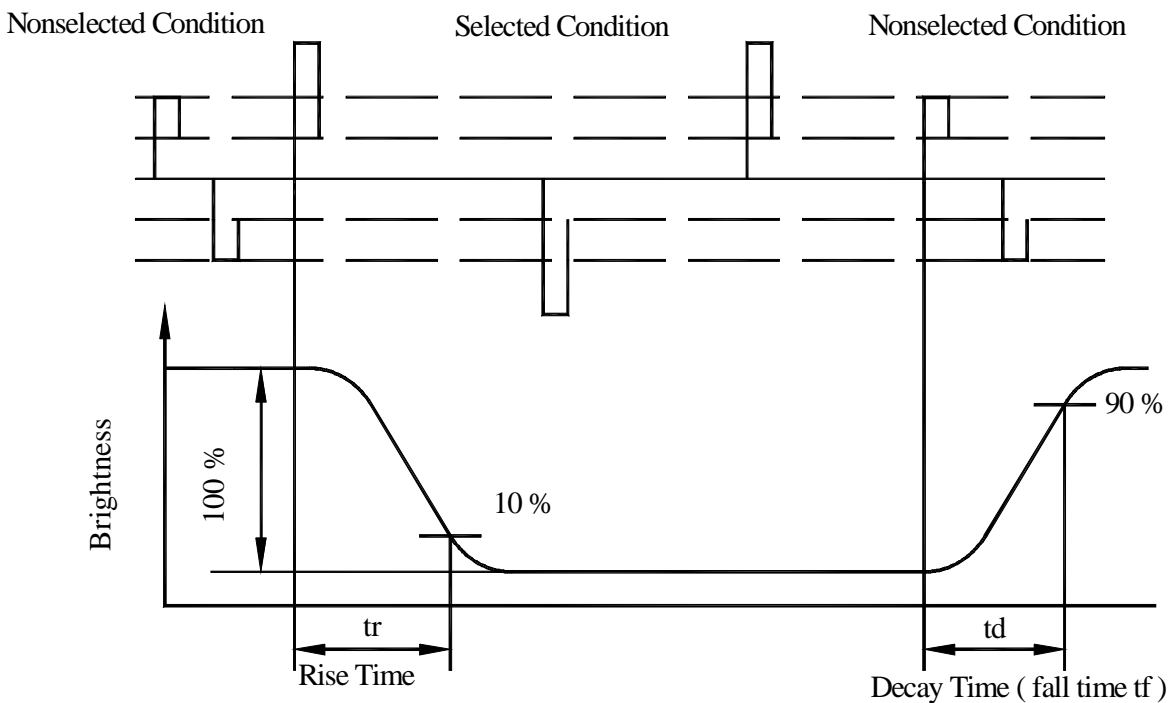 Nonselected Condition
Selected Condition
Nonselected Condition
Brightness
100 %
10 %
90 %
tr
Rise Time
td
Decay Time ( fall time tf )